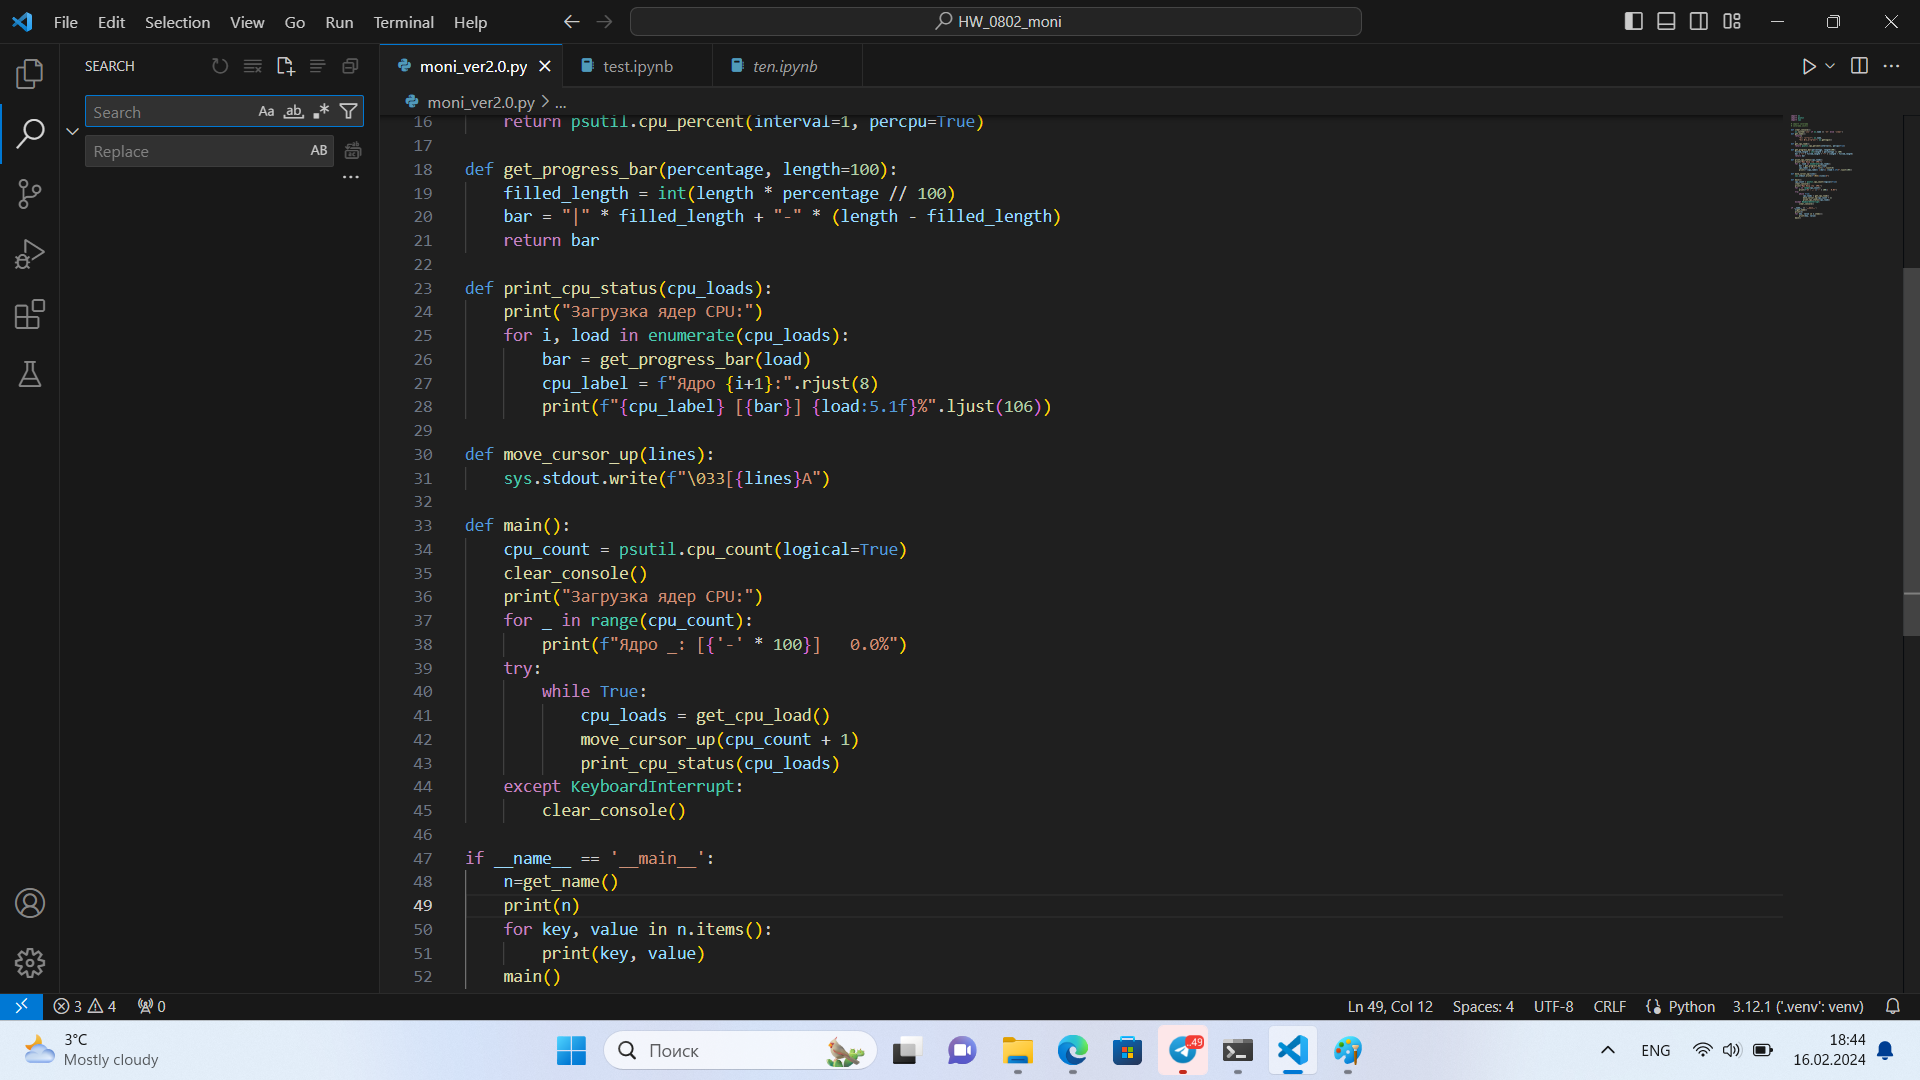 File Edit Selection View Go Run Terminal Help
HW_0802_moni
SEARCH
Search
Aa ab
Replace
AB
moni_ver2.0.py
test.ipynb
ten.ipynb
moni_ver2.0.py > ...
16 return psutil.cpu_percent(interval=1, percpu=True)
17
18 def get_progress_bar(percentage, length=100):
19 filled_length = int(length * percentage // 100)
20 bar = "|" * filled_length + "-" * (length - filled_length)
21 return bar
22
23 def print_cpu_status(cpu_loads):
24 print("Загрузка ядер CPU:")
25 for i, load in enumerate(cpu_loads):
26 bar = get_progress_bar(load)
27 cpu_label = f"Ядро {i+1}:".rjust(8)
28 print(f"{cpu_label} [{bar}] {load:5.1f}%".ljust(106))
29
30 def move_cursor_up(lines):
31 sys.stdout.write(f"\033[{lines}A")
32
33 def main():
34 cpu_count = psutil.cpu_count(logical=True)
35 clear_console()
36 print("Загрузка ядер CPU:")
37 for _ in range(cpu_count):
38 print(f"Ядро _: [{'-' * 100}]   0.0%")
39 try:
40 while True:
41 cpu_loads = get_cpu_load()
42 move_cursor_up(cpu_count + 1)
43 print_cpu_status(cpu_loads)
44 except KeyboardInterrupt:
45 clear_console()
46
47 if __name__ == '__main__':
48 n=get_name()
49 print(n)
50 for key, value in n.items():
51 print(key, value)
52 main()
3 4 0
Ln 49, Col 12 Spaces: 4 UTF-8 CRLF Python 3.12.1 ('.venv': venv)
3°C
Mostly cloudy
Поиск
.49
ENG
18:44
16.02.2024